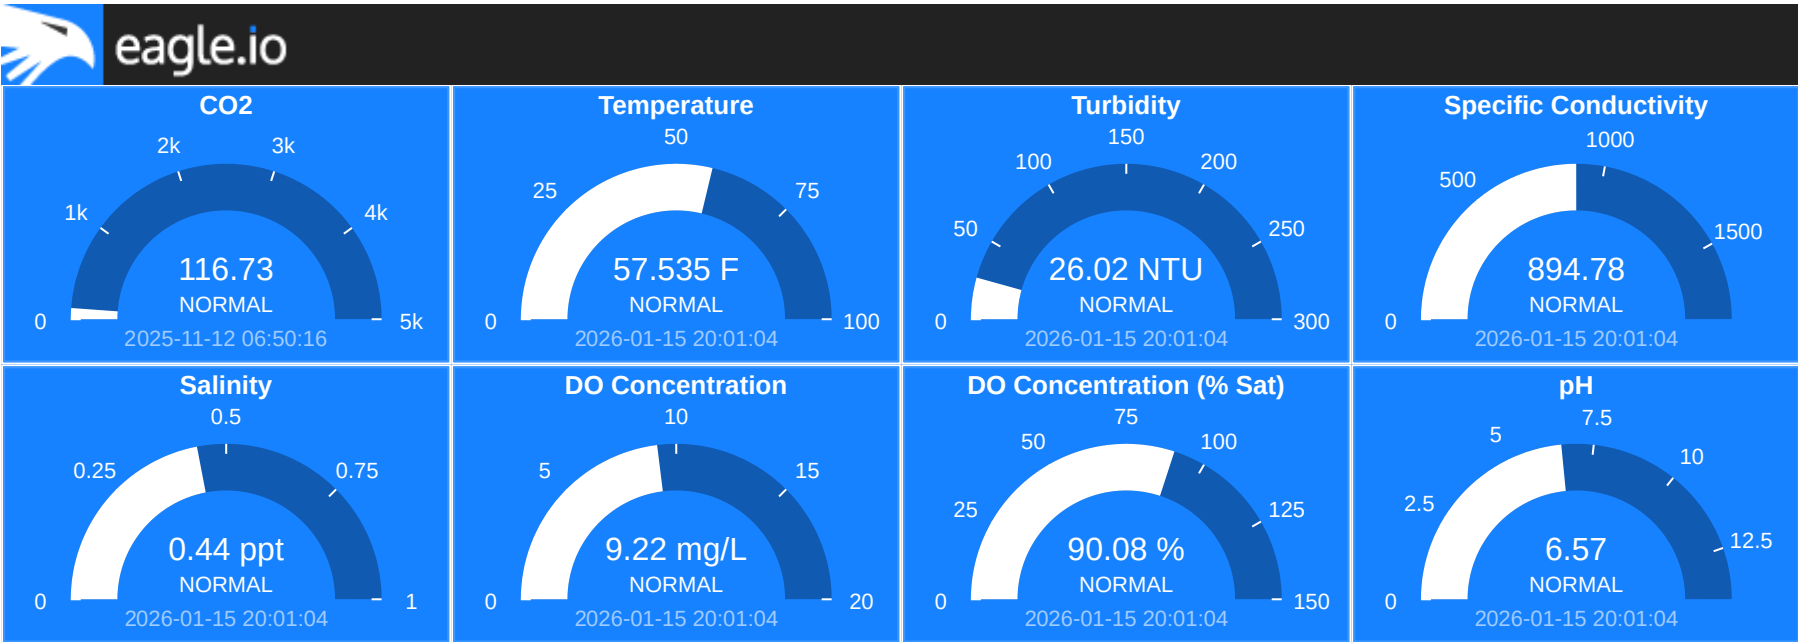 eagle.io
CO2
0
1k
2k
3k
4k
5k
116.73
NORMAL
2025-11-12 06:50:16
Temperature
0
25
50
75
100
57.535 F
NORMAL
2026-01-15 20:01:04
Turbidity
0
50
100
150
200
250
300
26.02 NTU
NORMAL
2026-01-15 20:01:04
Specific Conductivity
0
500
1000
1500
894.78
NORMAL
2026-01-15 20:01:04
Salinity
0
0.25
0.5
0.75
1
0.44 ppt
NORMAL
2026-01-15 20:01:04
DO Concentration
0
5
10
15
20
9.22 mg/L
NORMAL
2026-01-15 20:01:04
DO Concentration (% Sat)
0
25
50
75
100
125
150
90.08 %
NORMAL
2026-01-15 20:01:04
pH
0
2.5
5
7.5
10
12.5
6.57
NORMAL
2026-01-15 20:01:04